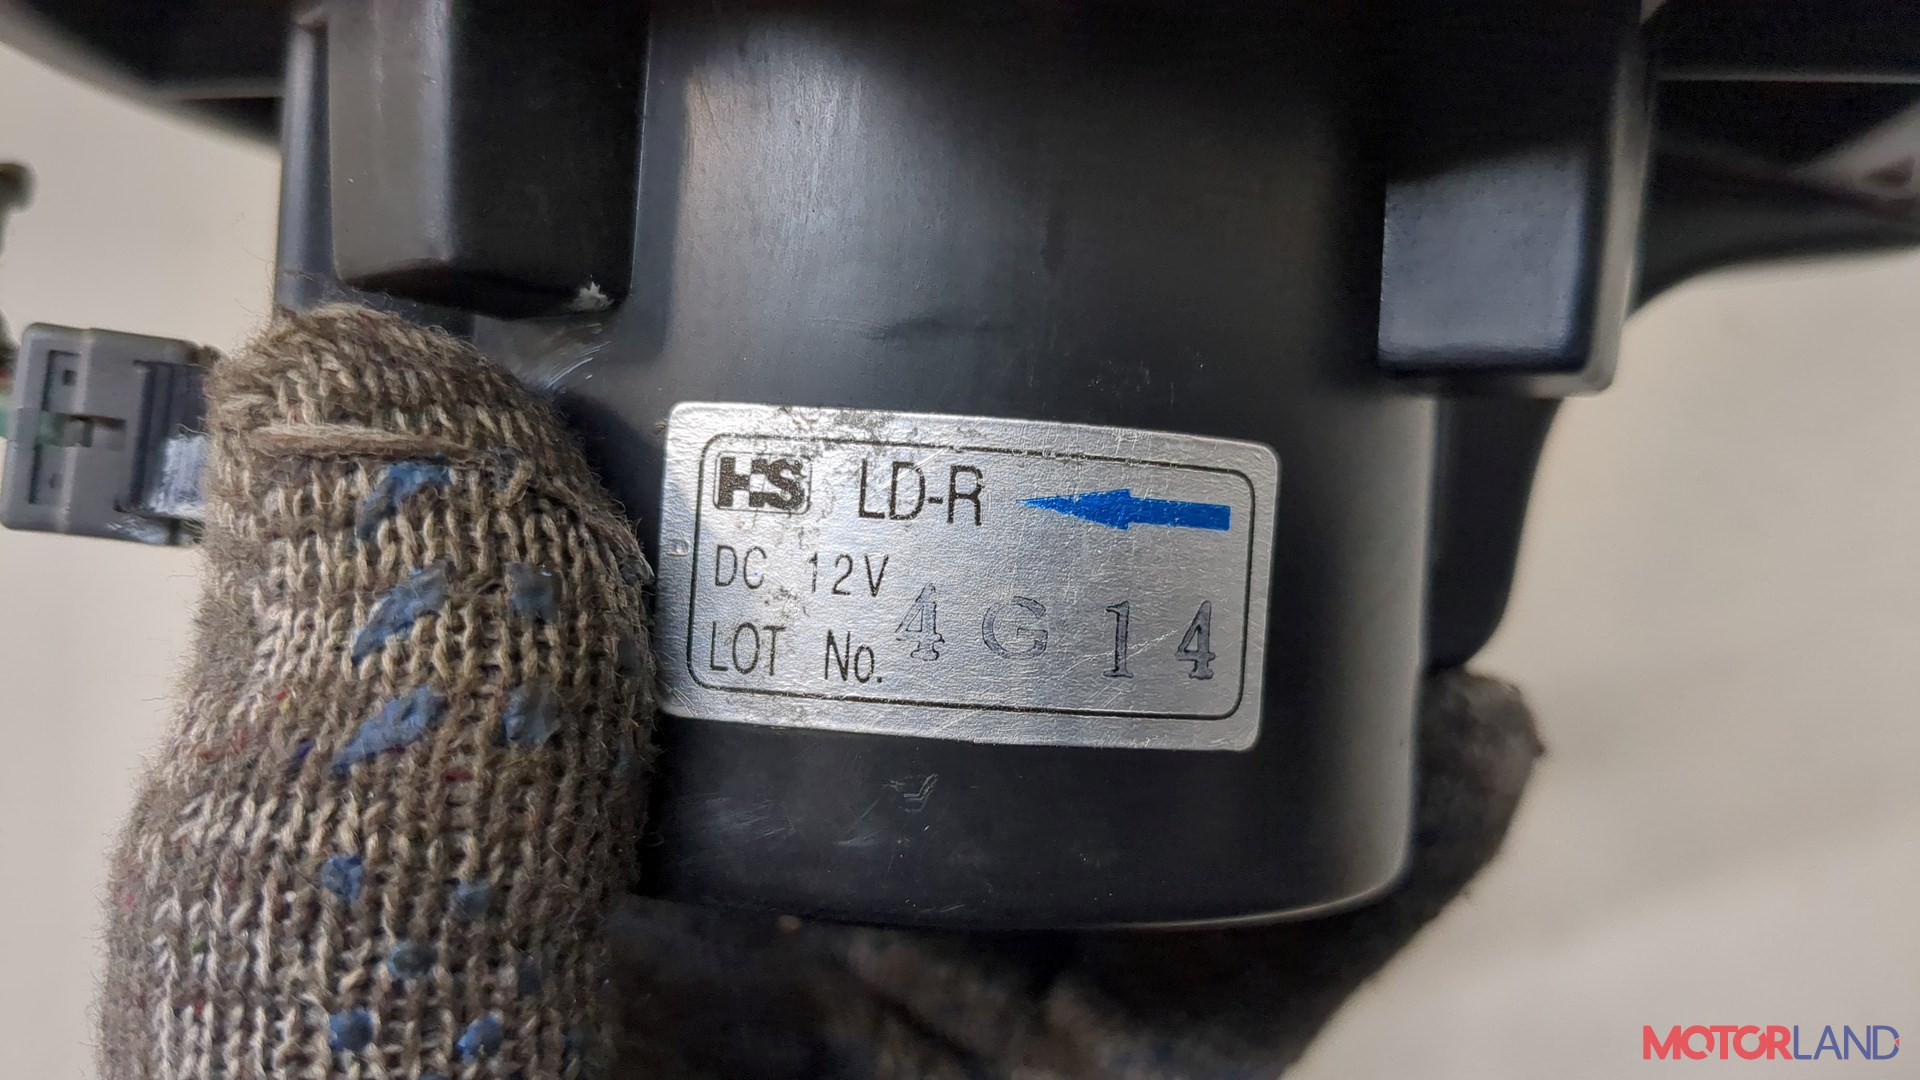 HS LD-R
DC 12V
LOT No. 4 G 14
MOTORLAND